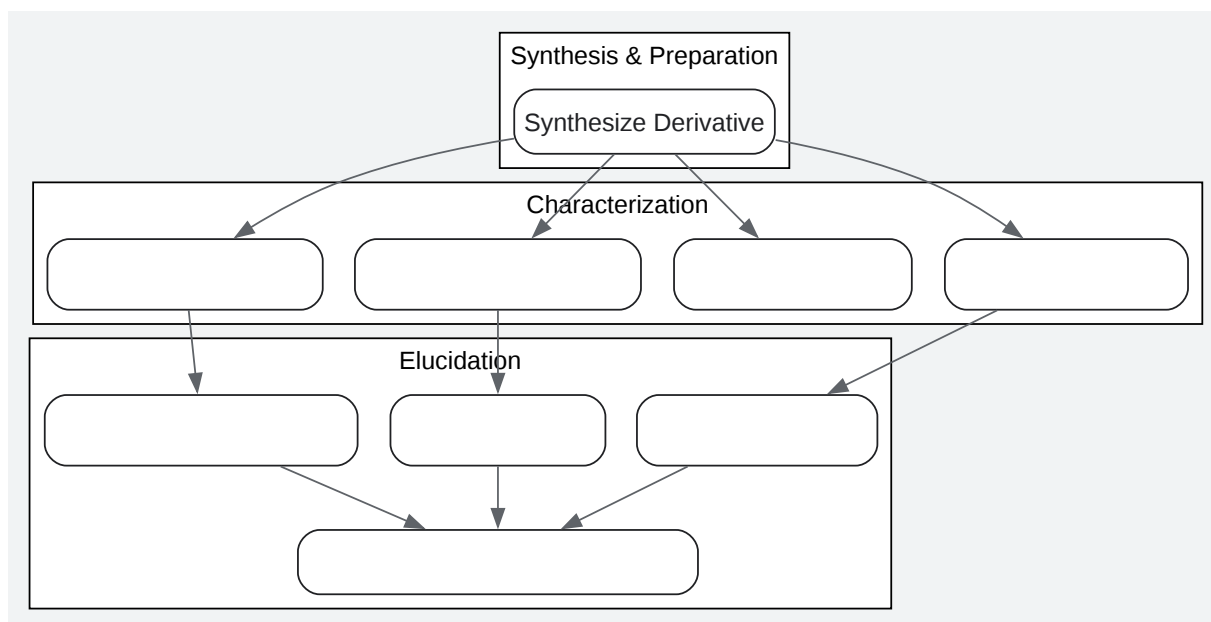 Synthesis & Preparation
Synthesize Derivative
Characterization
Elucidation